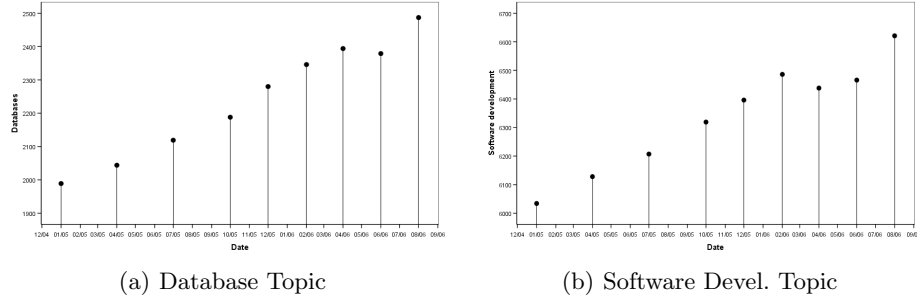 2500
2400
2300
2200
2100
2000
1900
Databases
12/04 01/05 02/05 03/05 04/05 05/05 06/05 07/05 08/05 09/05 10/05 11/05 12/05 01/06 02/06 03/06 04/06 05/06 06/06 07/06 08/06 09/06
Date
(a) Database Topic
6700
6600
6500
6400
6300
6200
6100
6000
Software development
12/04 01/05 02/05 03/05 04/05 05/05 06/05 07/05 08/05 09/05 10/05 11/05 12/05 01/06 02/06 03/06 04/06 05/06 06/06 07/06 08/06 09/0
Date
(b) Software Devel. Topic